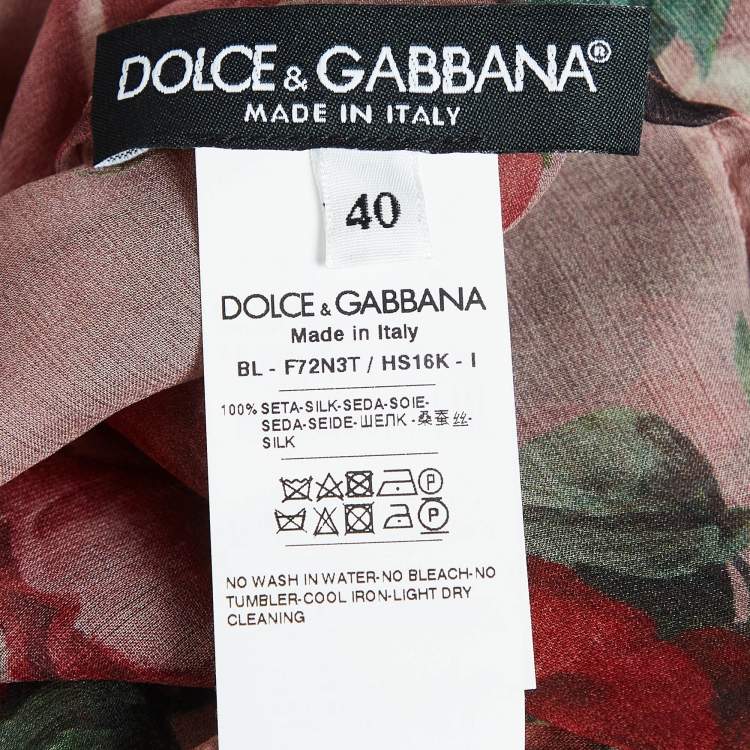 DOLCE & GABBANA®
MADE IN ITALY
40
DOLCE & GABBANA
Made in Italy
BL - F72N3T / HS16K - I
100% SETA-SILK-SEDA-SOIE-
SEDA-SEIDE-ШЕЛК -桑蚕丝-
SILK
P
P
NO WASH IN WATER-NO BLEACH-NO
TUMBLER-COOL IRON-LIGHT DRY
CLEANING